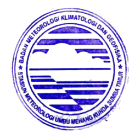 BADAN METEOROLOGI KLIMATOLOGI DAN GEOFISIKA
STASIUN METEOROLOGI UMBU MEHANG KUNDA SUMBA TIMUR